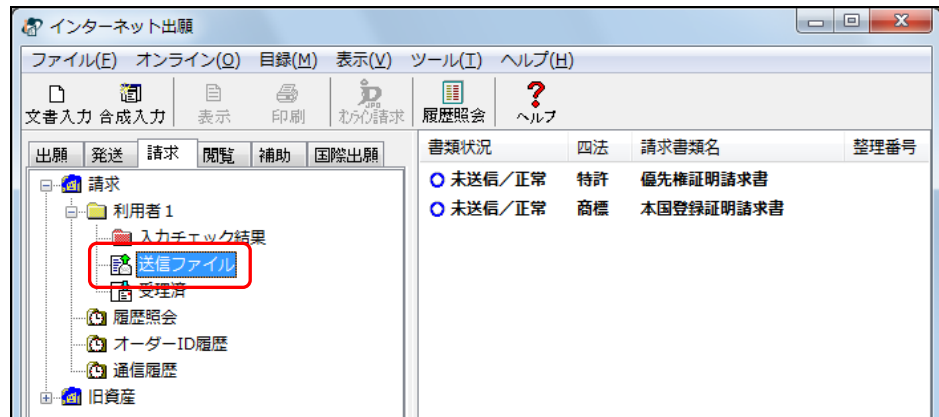 インターネット出願
ファイル(F) オンライン(O) 目録(M) 表示(V) ツール(T) ヘルプ(H)
文書入力 合成入力 表示 印刷 オンライン請求 履歴照会 ヘルプ
出願 発送 請求 閲覧 補助 国際出願
書類状況 四法 請求書類名 整理番号
未送信/正常 特許 優先権証明請求書
未送信/正常 商標 本国登録証明請求書
請求
利用者1
入力チェック結果
送信ファイル
受理済
履歴照会
オーダーID履歴
通信履歴
旧資産